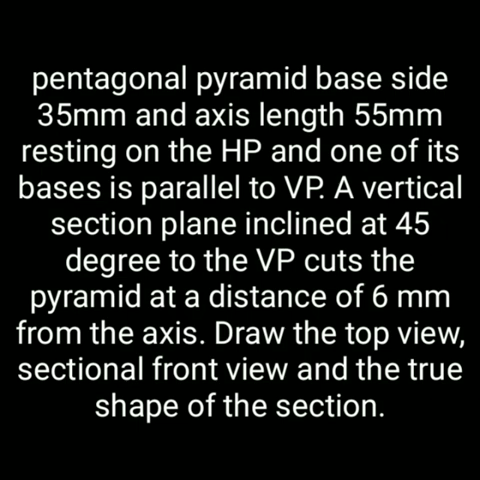 pentagonal pyramid base side
35mm and axis length 55mm
resting on the HP and one of its
bases is parallel to VP. A vertical
section plane inclined at 45
degree to the VP cuts the
pyramid at a distance of 6 mm
from the axis. Draw the top view,
sectional front view and the true
shape of the section.